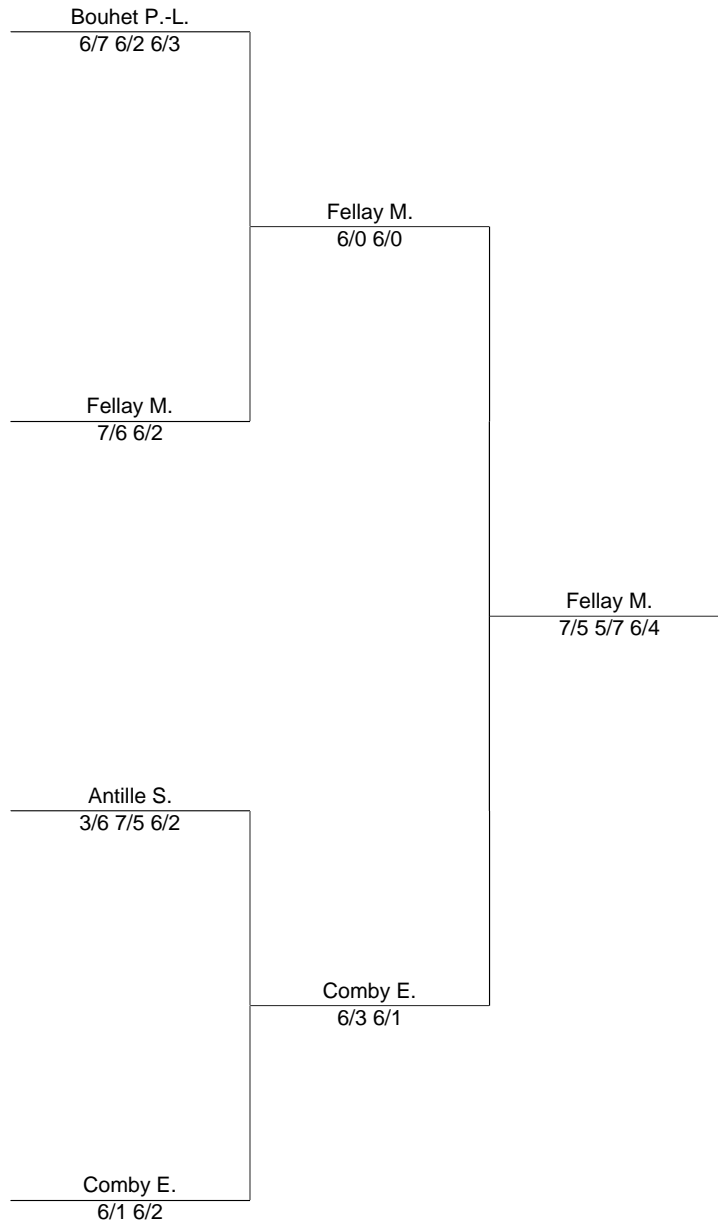 Bouhet P.-L.
6/7 6/2 6/3
Fellay M.
6/0 6/0
Fellay M.
7/6 6/2
Fellay M.
7/5 5/7 6/4
Antille S.
3/6 7/5 6/2
Comby E.
6/3 6/1
Comby E.
6/1 6/2